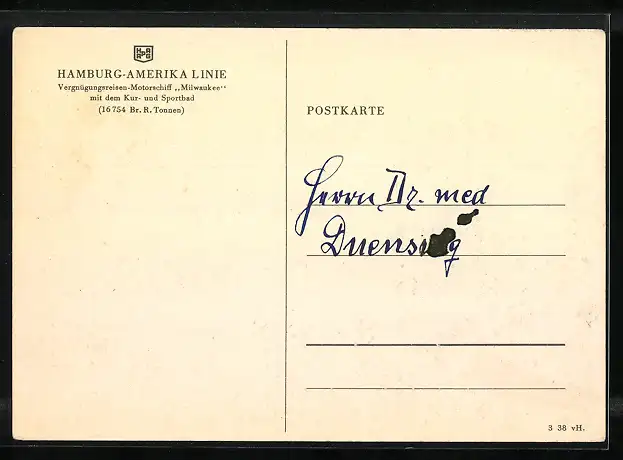 HAPAG
HAMBURG-AMERIKA LINIE
Vergnügungsreisen-Motorschiff „Milwaukee“
mit dem Kur- und Sportbad
(16754 Br. R. Tonnen)
POSTKARTE
Herrn Dr. med
Duensing
3 38 vH.